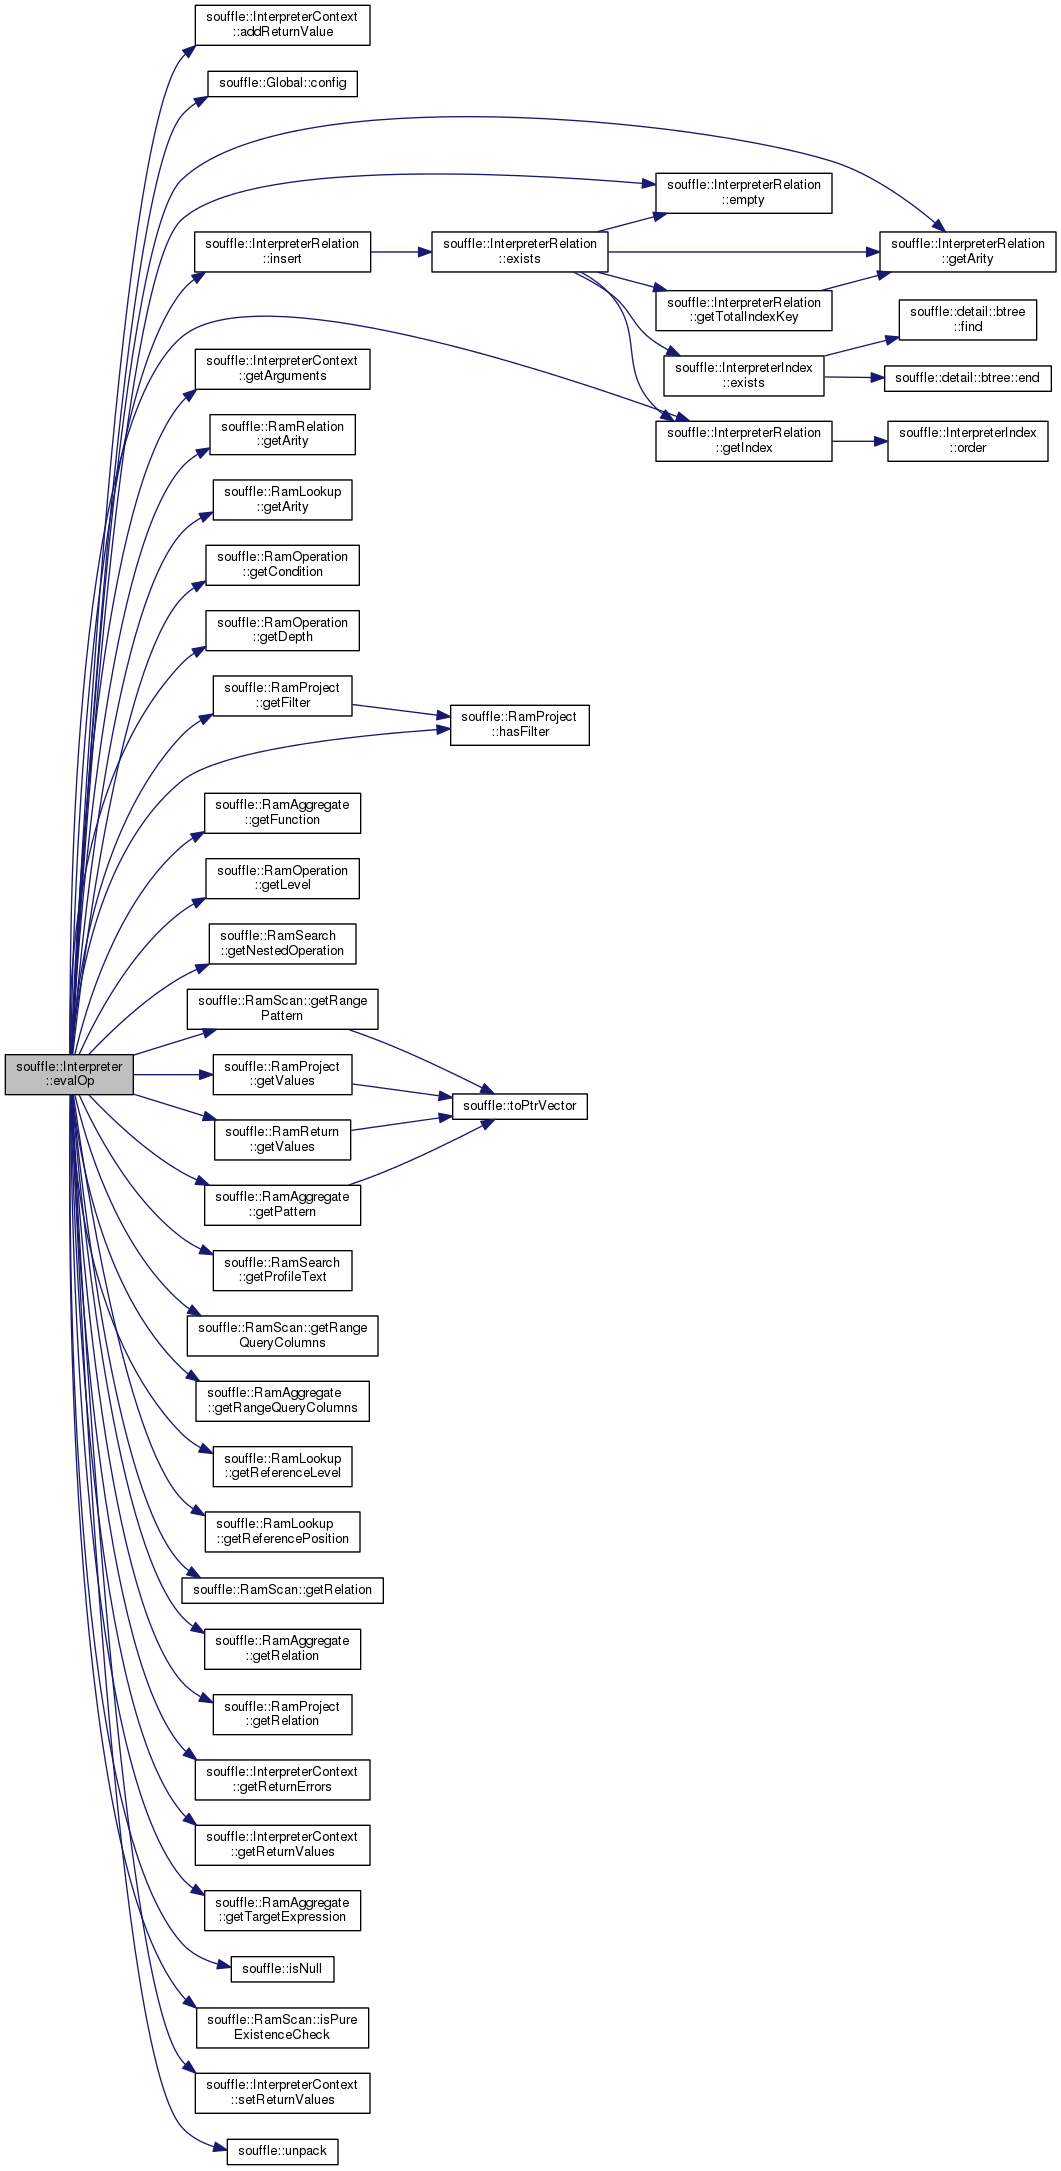 souffle::InterpreterContext
::addReturnValue
souffle::Global::config
souffle::InterpreterRelation
::empty
souffle::InterpreterRelation
::insert
souffle::InterpreterRelation
::exists
souffle::InterpreterRelation
::getArity
souffle::InterpreterRelation
::getTotalIndexKey
souffle::detail::btree
::find
souffle::InterpreterContext
::getArguments
souffle::InterpreterIndex
::exists
souffle::detail::btree::end
souffle::RamRelation
::getArity
souffle::InterpreterRelation
::getIndex
souffle::InterpreterIndex
::order
souffle::RamLookup
::getArity
souffle::RamOperation
::getCondition
souffle::RamOperation
::getDepth
souffle::RamProject
::getFilter
souffle::RamProject
::hasFilter
souffle::RamAggregate
::getFunction
souffle::RamOperation
::getLevel
souffle::RamSearch
::getNestedOperation
souffle::RamScan::getRange
Pattern
souffle::Interpreter
::evalOp
souffle::RamProject
::getValues
souffle::toPtrVector
souffle::RamReturn
::getValues
souffle::RamAggregate
::getPattern
souffle::RamSearch
::getProfileText
souffle::RamScan::getRange
QueryColumns
souffle::RamAggregate
::getRangeQueryColumns
souffle::RamLookup
::getReferenceLevel
souffle::RamLookup
::getReferencePosition
souffle::RamScan::getRelation
souffle::RamAggregate
::getRelation
souffle::RamProject
::getRelation
souffle::InterpreterContext
::getReturnErrors
souffle::InterpreterContext
::getReturnValues
souffle::RamAggregate
::getTargetExpression
souffle::isNull
souffle::RamScan::isPure
ExistenceCheck
souffle::InterpreterContext
::setReturnValues
souffle::unpack